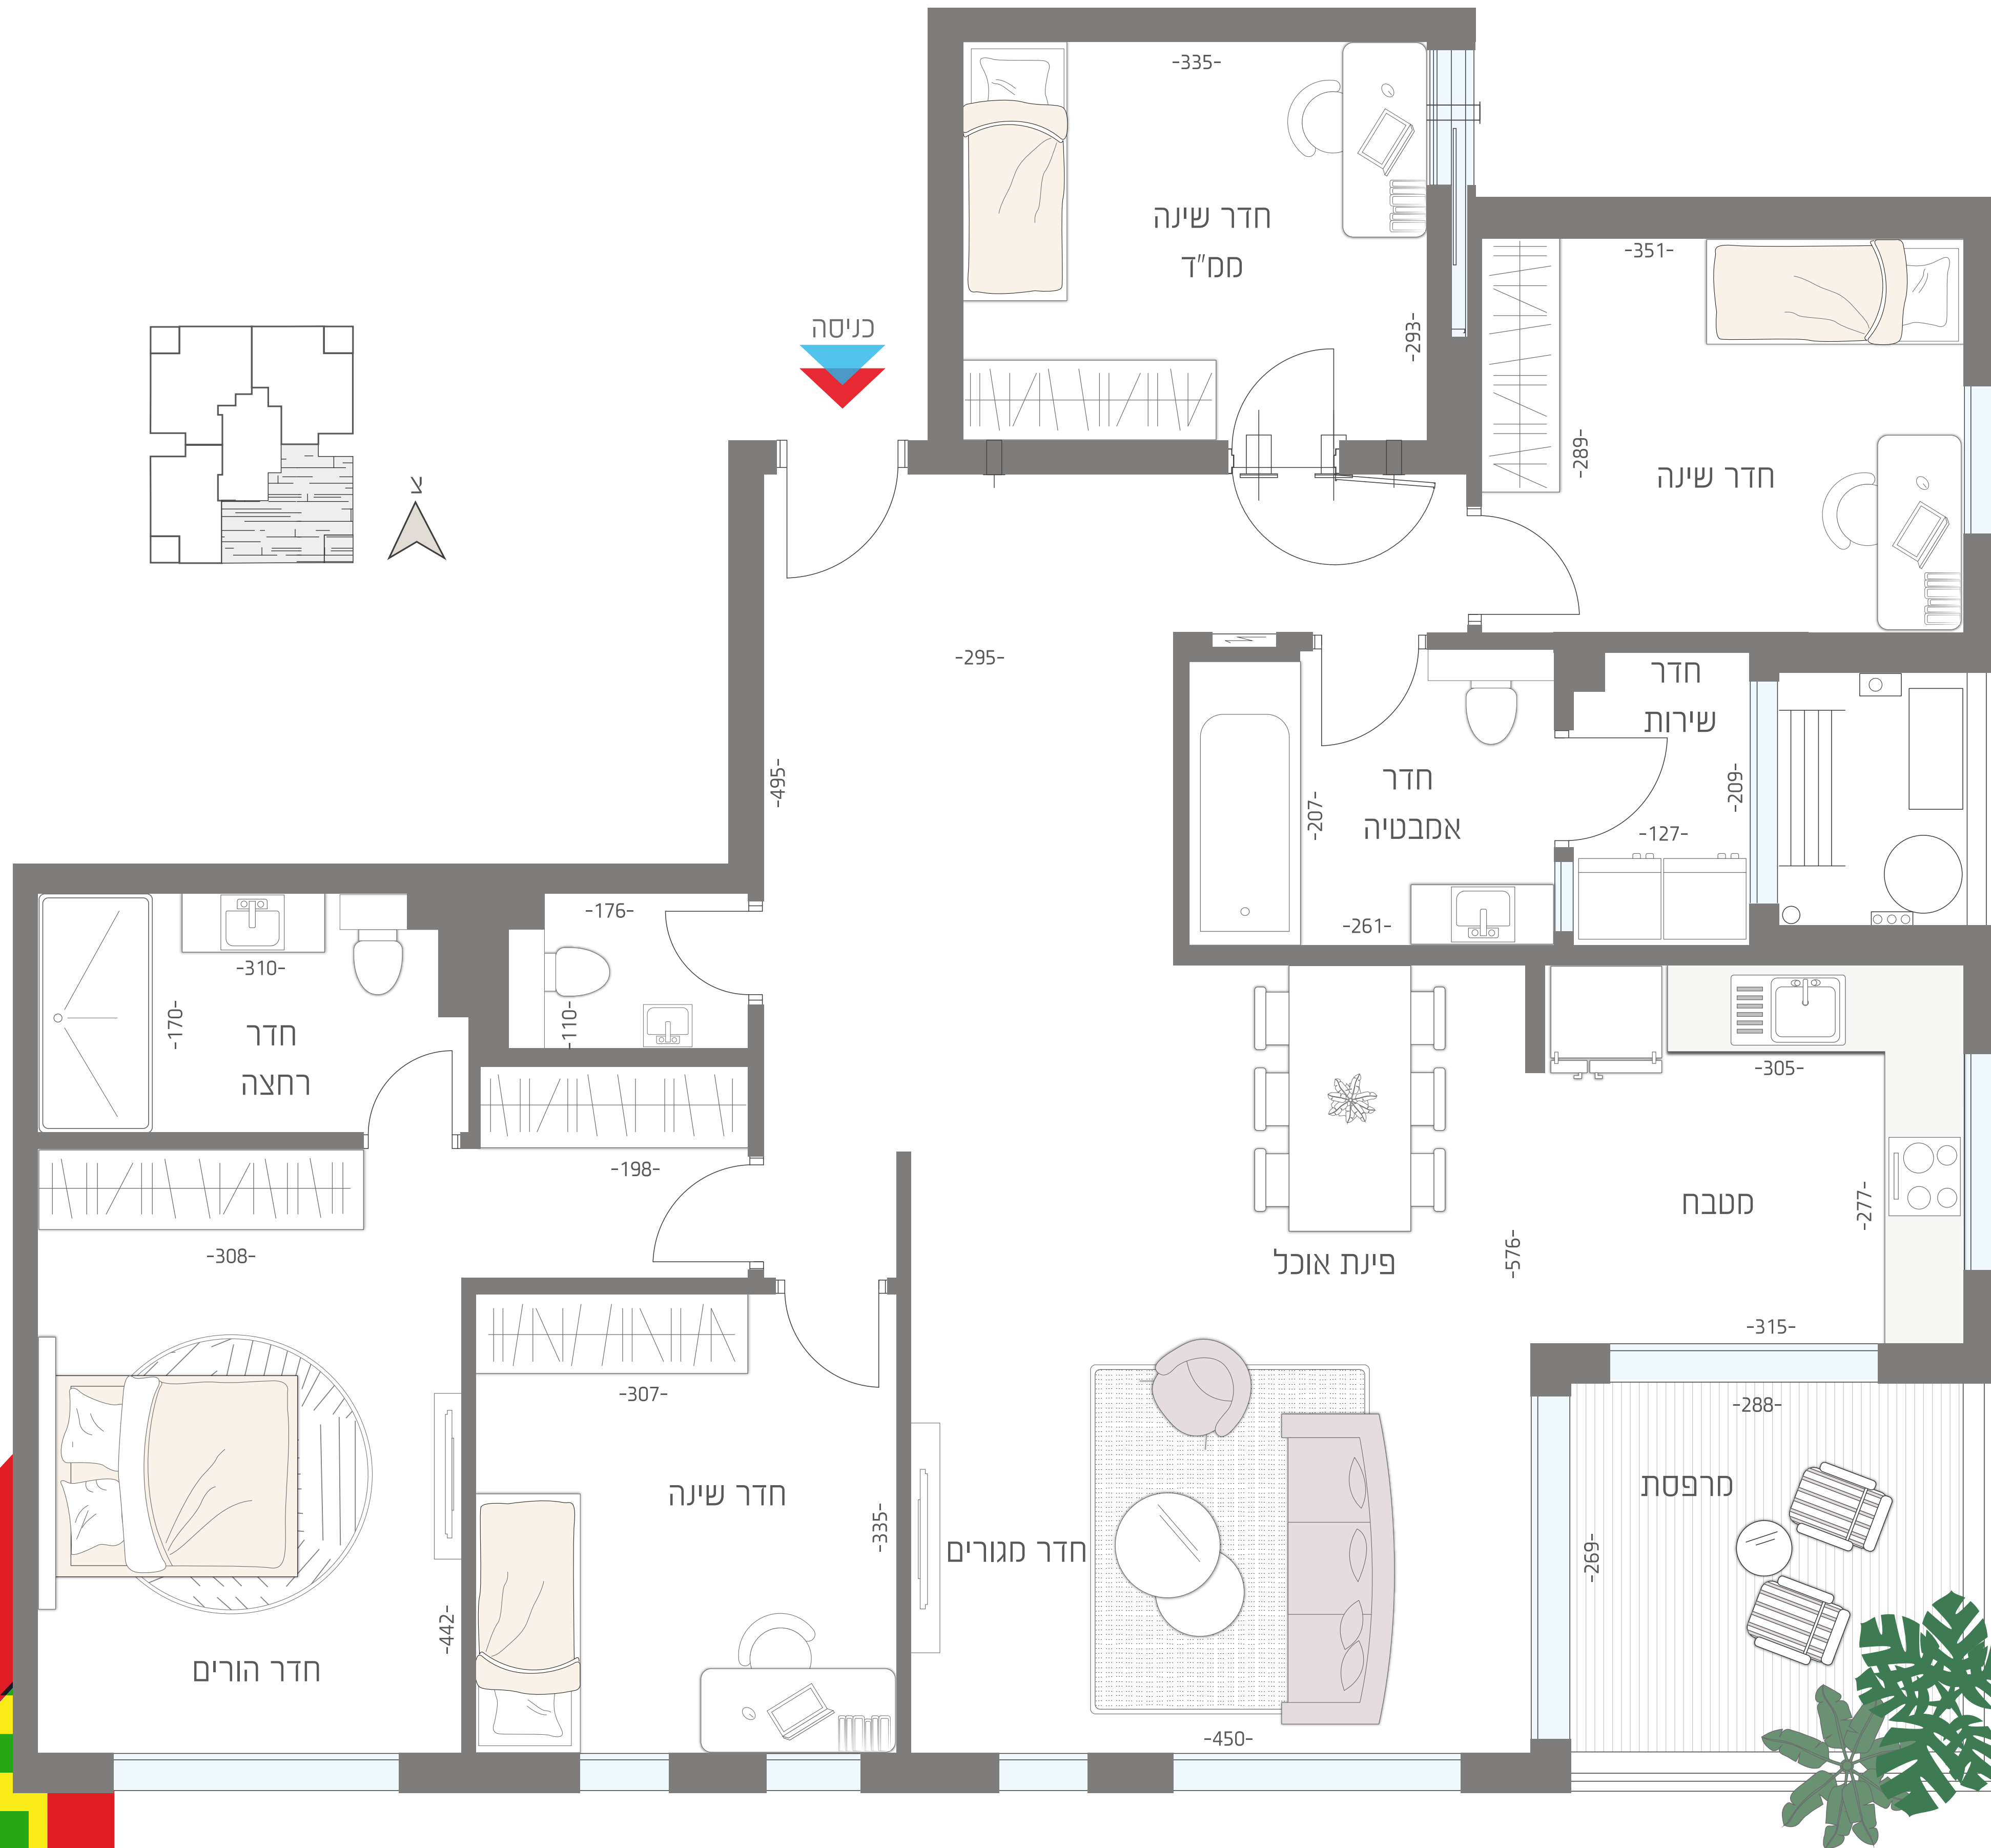 -335-
חדר שינה
ממ"ד
-293-
-351-
-289-
חדר שינה
כניסה
צ
-295-
-495-
חדר
שירות
-209-
-127-
חדר
אמבטיה
-207-
-261-
-176-
-110-
-310-
-170-
חדר
רחצה
-198-
-308-
-305-
מטבח
-277-
-315-
פינת אוכל
-576-
-307-
חדר שינה
-335-
-288-
מרפסת
-269-
חדר מגורים
-450-
-442-
חדר הורים